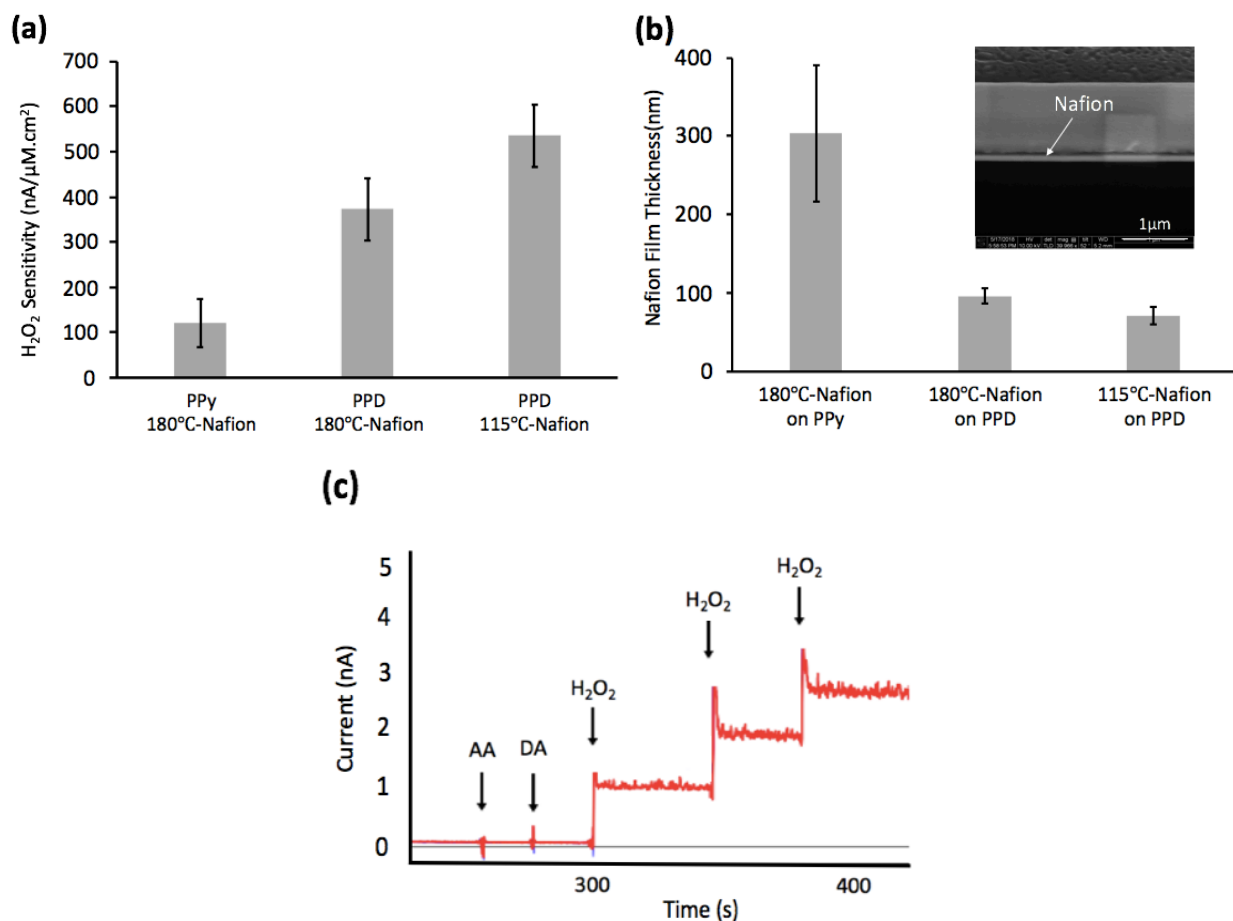 (a)
H₂O₂ Sensitivity (nA/μM.cm²)
700
600
500
400
300
200
100
0
PPy
180°C-Nafion
PPD
180°C-Nafion
PPD
115°C-Nafion
(b)
Nafion Film Thickness(nm)
400
300
200
100
0
Nafion
1μm
180°C-Nafion
on PPy
180°C-Nafion
on PPD
115°C-Nafion
on PPD
(c)
Current (nA)
5
4
3
2
1
0
AA
DA
H₂O₂
H₂O₂
H₂O₂
300
400
Time (s)